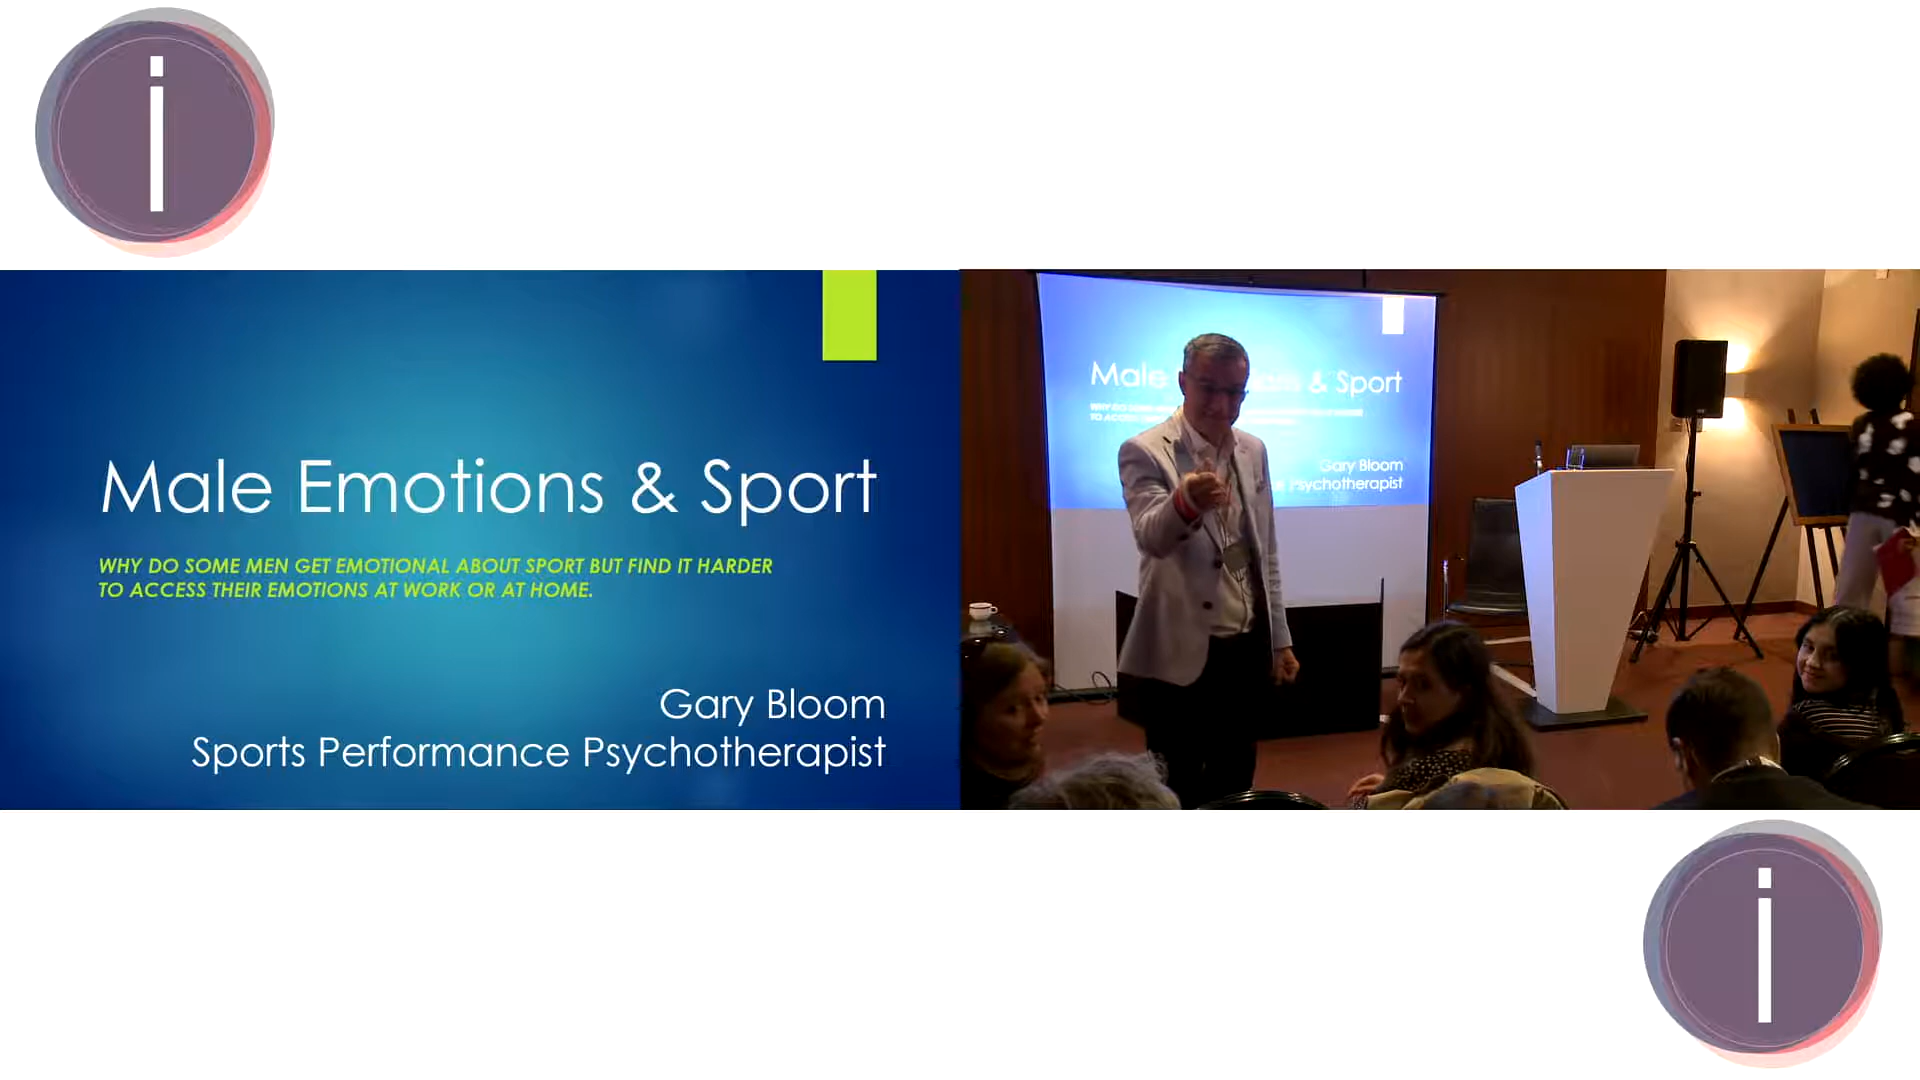 i
Male Emotions & Sport
WHY DO SOME MEN GET EMOTIONAL ABOUT SPORT BUT FIND IT HARDER
TO ACCESS THEIR EMOTIONS AT WORK OR AT HOME.
Gary Bloom
Sports Performance Psychotherapist
Male & Sport
Gary Bloom
Psychotherapist
i